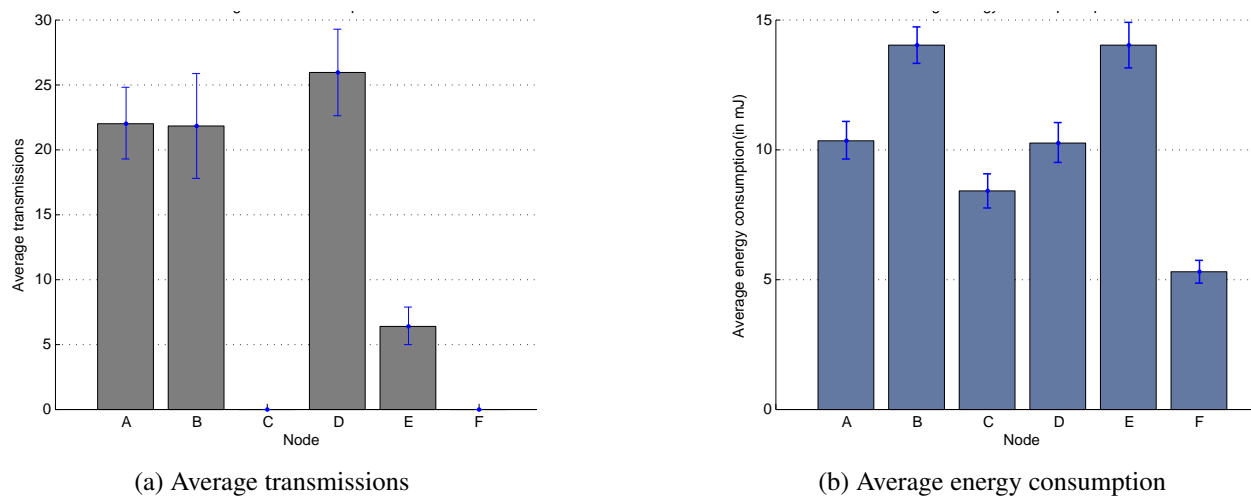 30
25
20
15
10
5
0
Average transmissions
A B C D E F
Node
(a) Average transmissions
15
10
5
0
Average energy consumption(in mJ)
A B C D E F
Node
(b) Average energy consumption